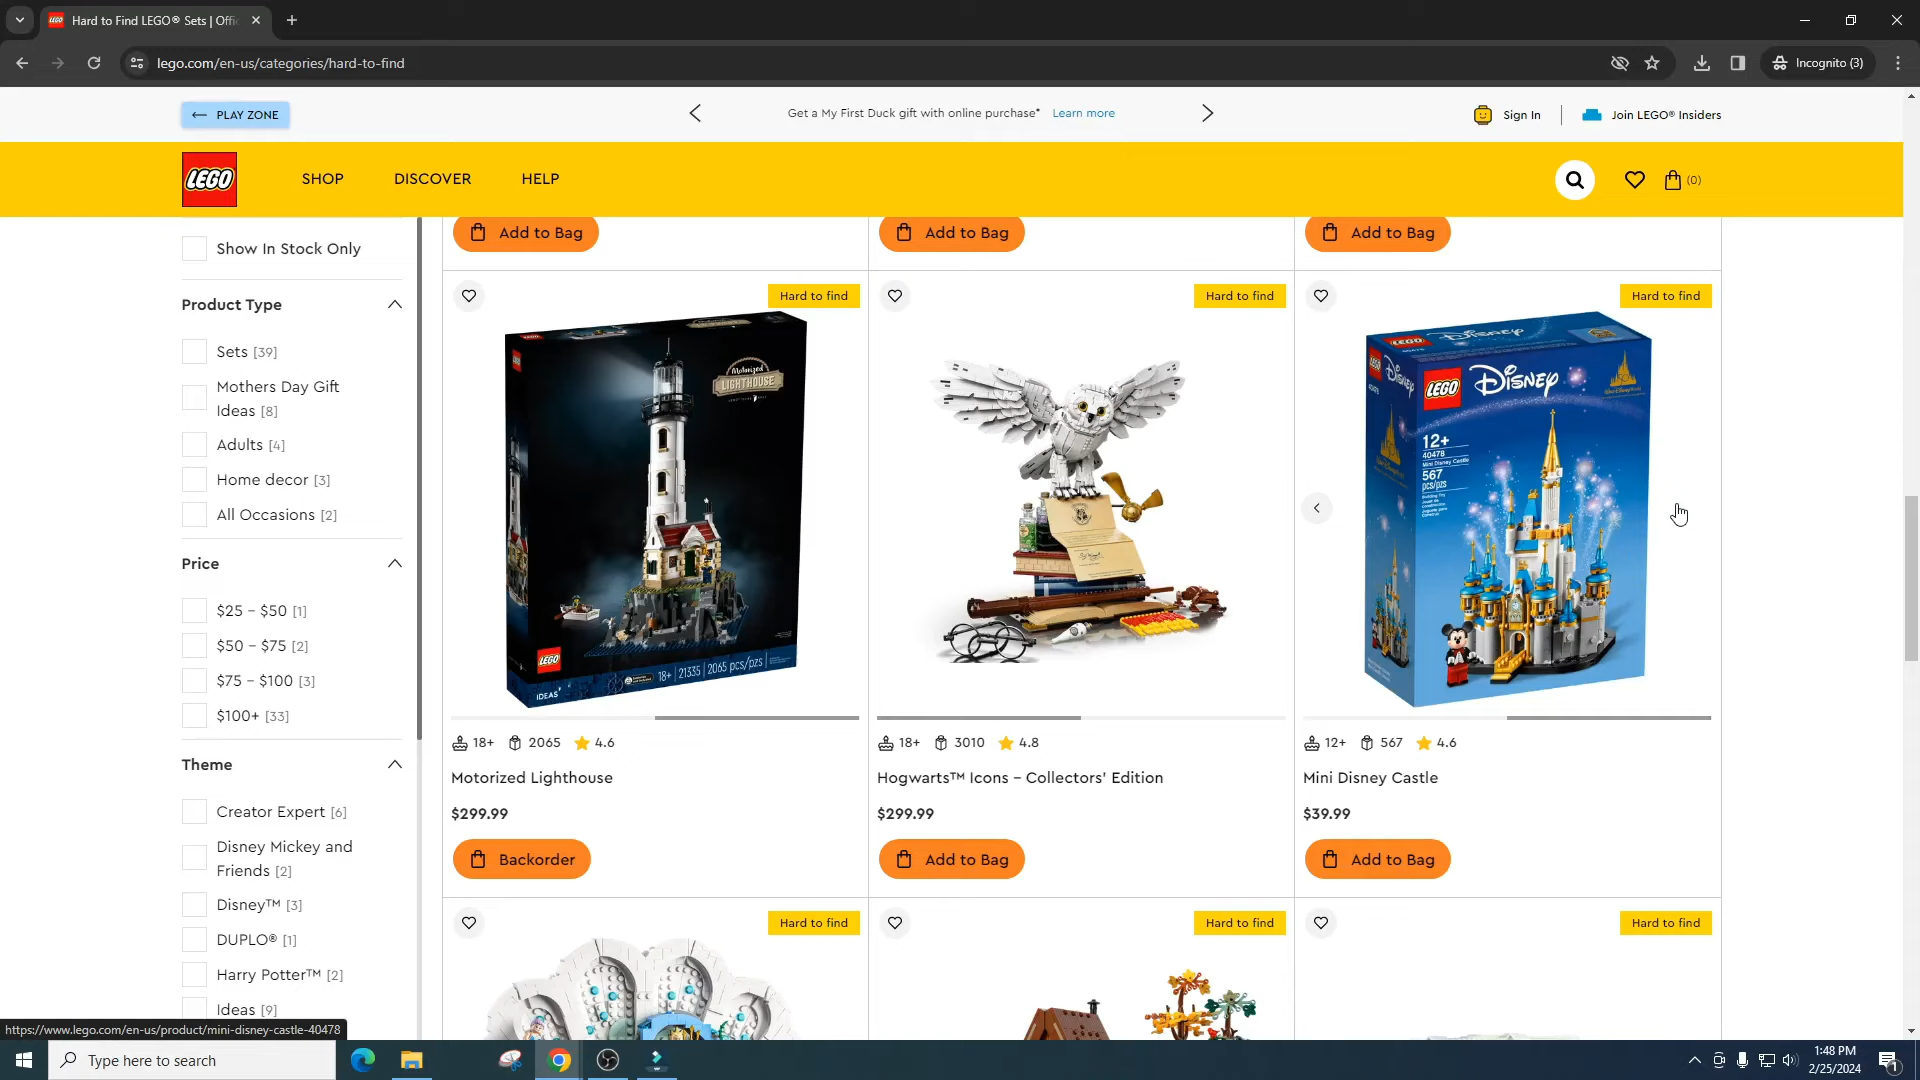 Hard to Find LEGO® Sets | Offi
lego.com/en-us/categories/hard-to-find
Incognito (3)
PLAY ZONE
Get a My First Duck gift with online purchase* Learn more
Sign In
Join LEGO® Insiders
LEGO
SHOP
DISCOVER
HELP
(0)
Show In Stock Only
Product Type
Sets [39]
Mothers Day Gift
Ideas [8]
Adults [4]
Home decor [3]
All Occasions [2]
Price
$25 – $50 [1]
$50 – $75 [2]
$75 – $100 [3]
$100+ [33]
Theme
Creator Expert [6]
Disney Mickey and
Friends [2]
Disney™ [3]
DUPLO® [1]
Harry Potter™ [2]
Ideas [9]
Add to Bag
Add to Bag
Add to Bag
Hard to find
Motorized
LIGHTHOUSE
LEGO
IDEAS
18+ | 21335 | 2065 pcs/pzs
18+ 2065 4.6
Motorized Lighthouse
$299.99
Backorder
Hard to find
18+ 3010 4.8
Hogwarts™ Icons – Collectors' Edition
$299.99
Add to Bag
Hard to find
LEGO Disney
LEGO Disney
12+
40478
Mini Disney Castle
567
pcs/pzs
12+ 567 4.6
Mini Disney Castle
$39.99
Add to Bag
Hard to find
Hard to find
Hard to find
https://www.lego.com/en-us/product/mini-disney-castle-40478
Type here to search
1:48 PM
2/25/2024
1